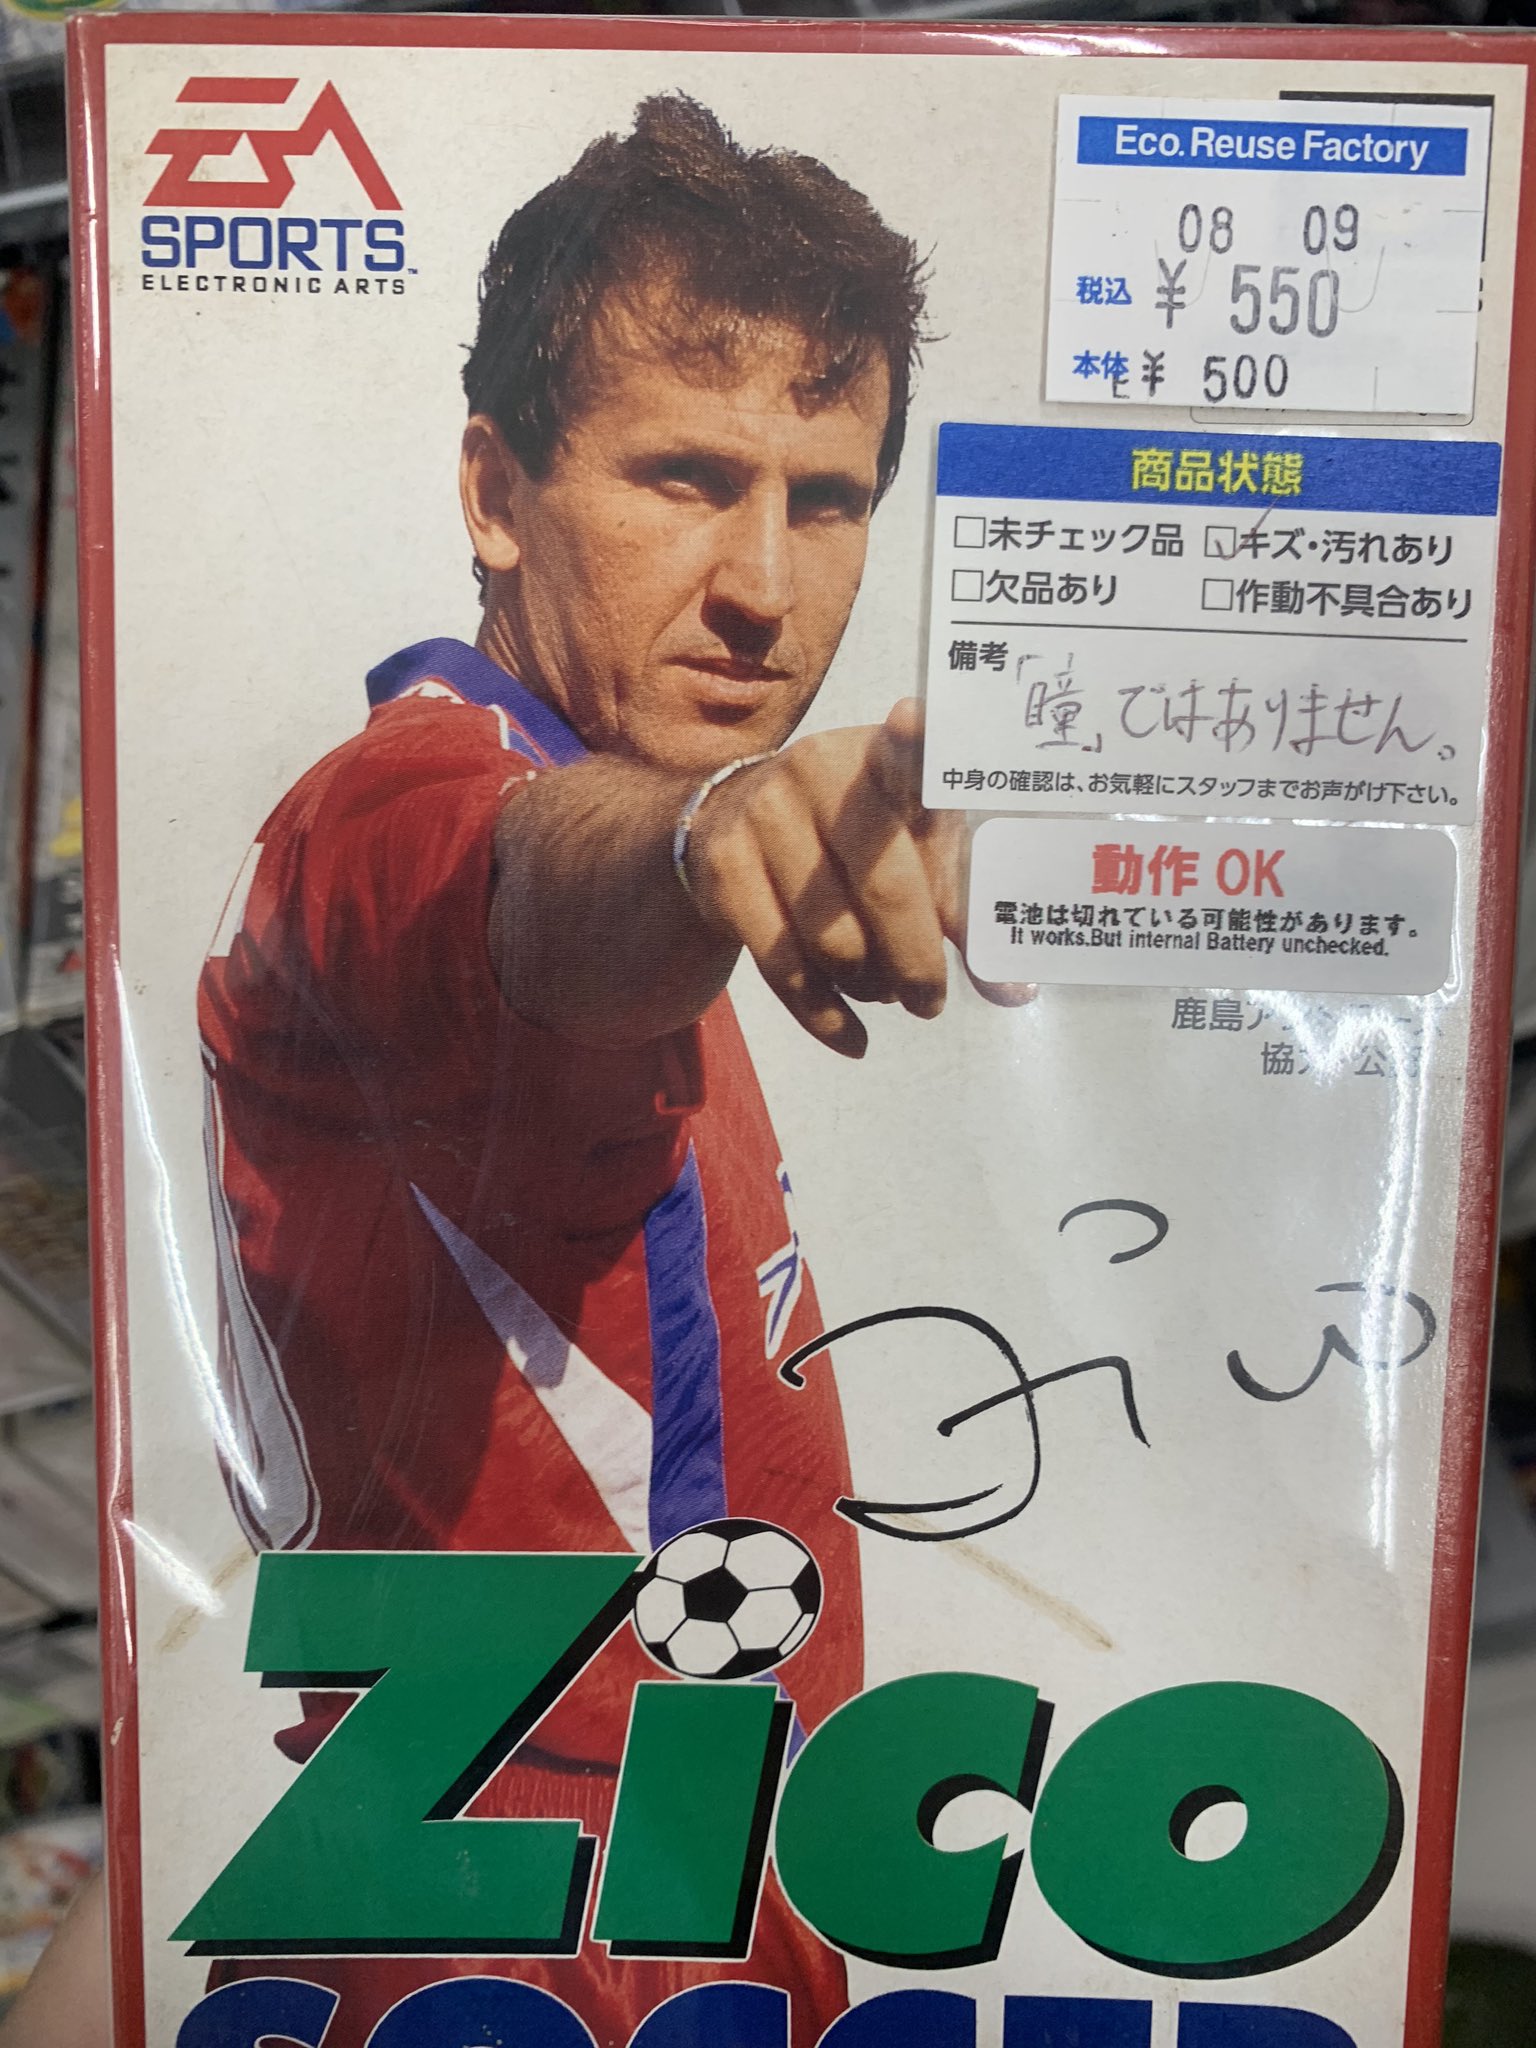 EA
SPORTS™
ELECTRONIC ARTS
Eco. Reuse Factory
08 09
税込 ¥ 550
本体 ¥ 500
商品状態
□未チェック品 ☑キズ・汚れあり
□欠品あり □作動不具合あり
備考「瞳」ではありません。
中身の確認は、お気軽にスタッフまでお声がけ下さい。
動作 OK
電池は切れている可能性があります。
It works.But internal Battery unchecked.
鹿島
Zico
Zico
SOCCER